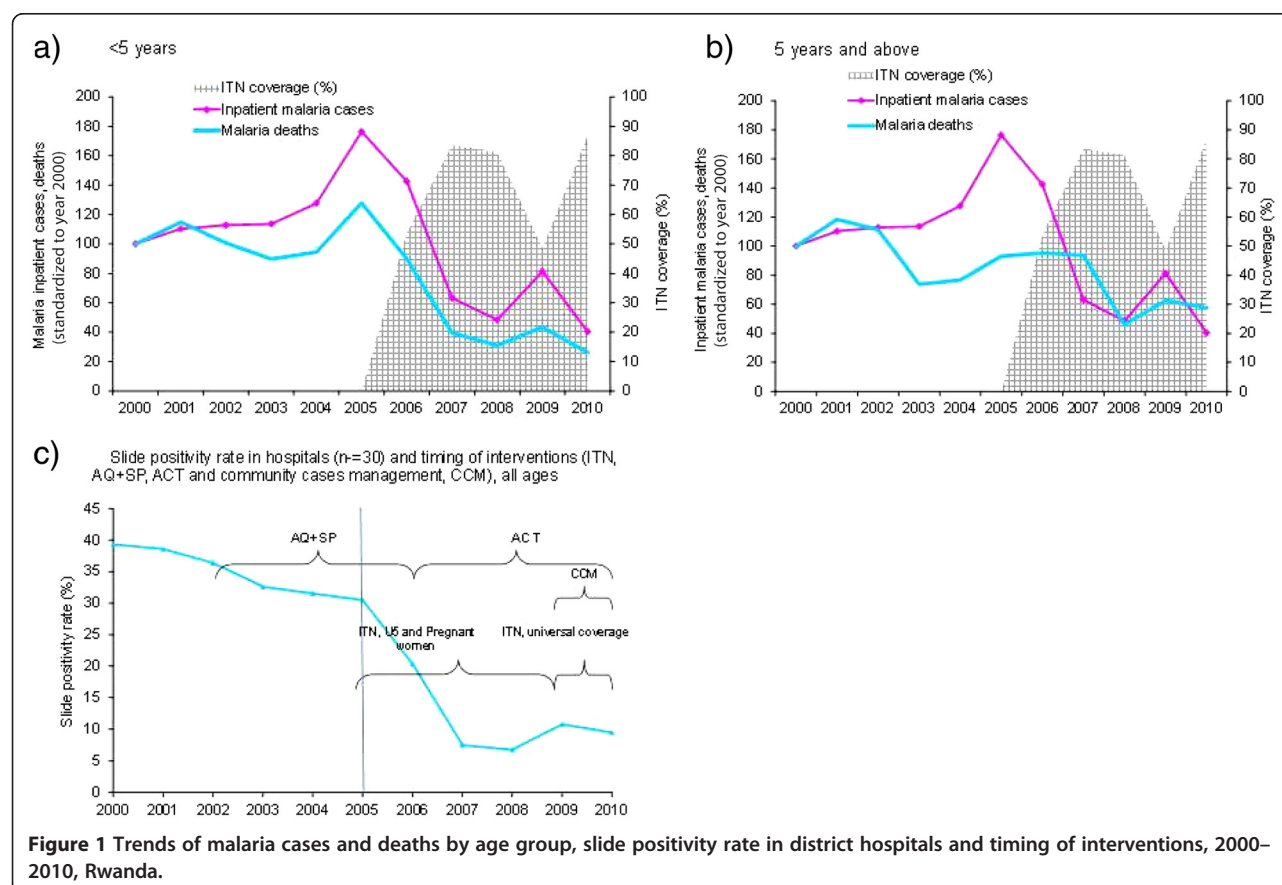 a)
<5 years
ITN coverage (%)
Inpatient malaria cases
Malaria deaths
Malaria inpatient cases, deaths
(standardized to year 2000)
200
180
160
140
120
100
80
60
40
20
0
100
90
80
70
60
50
40
30
20
10
0
ITN coverage (%)
2000 2001 2002 2003 2004 2005 2006 2007 2008 2009 2010
b)
5 years and above
ITN coverage (%)
Inpatient malaria cases
Malaria deaths
Inpatient malaria cases, deaths
(standardized to year 2000)
200
180
160
140
120
100
80
60
40
20
0
100
90
80
70
60
50
40
30
20
10
0
ITN coverage (%)
2000 2001 2002 2003 2004 2005 2006 2007 2008 2009 2010
c)
Slide positivity rate in hospitals (n-=30) and timing of interventions (ITN,
AQ+SP, ACT and community cases management, CCM), all ages
Slide positivity rate (%)
45
40
35
30
25
20
15
10
5
0
AQ+SP
ACT
CCM
ITN, U5 and Pregnant
women
ITN, universal coverage
2000 2001 2002 2003 2004 2005 2006 2007 2008 2009 2010
Figure 1 Trends of malaria cases and deaths by age group, slide positivity rate in district hospitals and timing of interventions, 2000–
2010, Rwanda.